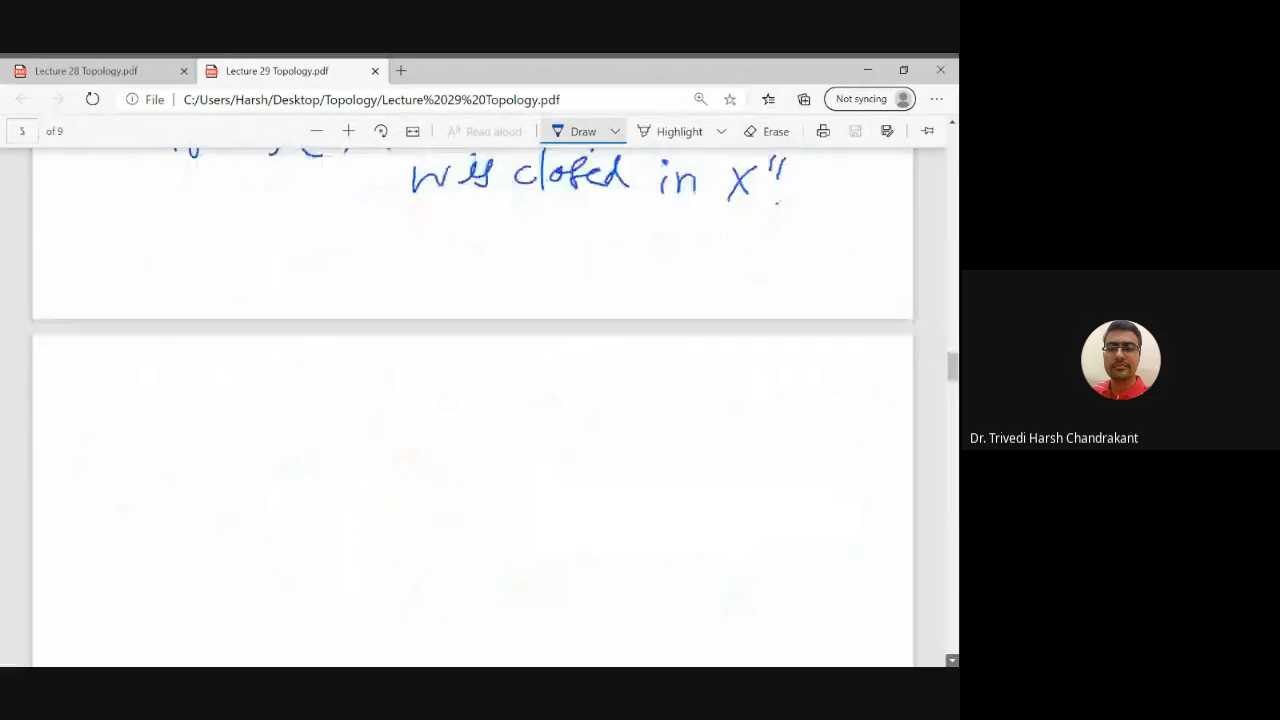 Lecture 28 Topology.pdf
Lecture 29 Topology.pdf
File
C:/Users/Harsh/Desktop/Topology/Lecture%2029%20Topology.pdf
Not syncing
of 9
Read aloud
Draw
Highlight
Erase
W is closed in X"
Dr. Trivedi Harsh Chandrakant